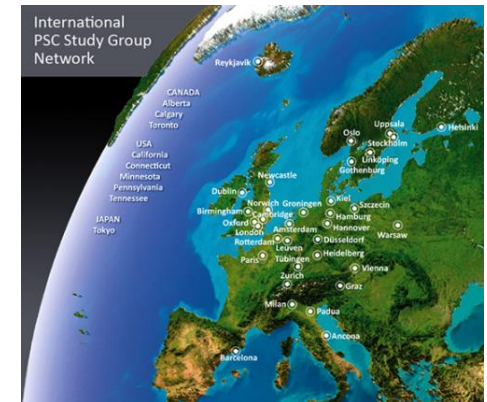 International
PSC Study Group
Network
Reykjavik
CANADA
Alberta
Calgary
Toronto
USA
California
Connecticut
Minnesota
Pennsylvania
Tennessee
JAPAN
Tokyo
Oslo
Uppsala
Helsinki
Stockholm
Linköping
Gothenburg
Newcastle
Dublin
Norwich
Groningen
Kiel
Szczecin
Birmingham
Cambridge
Hamburg
Oxford
Amsterdam
Hannover
Warsaw
London
Rotterdam
Leuven
Düsseldorf
Paris
Tübingen
Heidelberg
Vienna
Zurich
Graz
Milan
Padua
Ancona
Barcelona